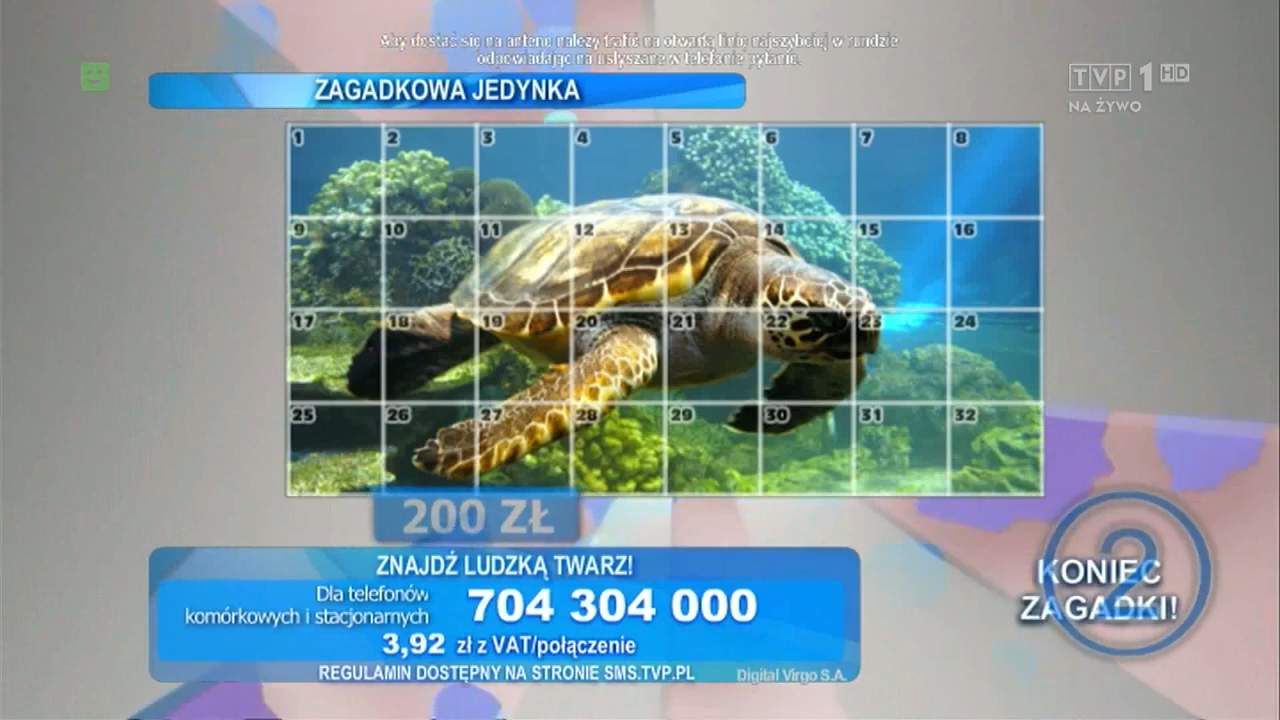 Aby dostać się na antenę należy trafić na otwartą linię najszybciej w rundzie
odpowiadając na usłyszane w telefonie pytanie.
TVP 1 HD
NA ŻYWO
ZAGADKOWA JEDYNKA
1 2 3 4 5 6 7 8
9 10 11 12 13 14 15 16
17 18 19 20 21 22 23 24
25 26 27 28 29 30 31 32
200 ZŁ
ZNAJDŹ LUDZKĄ TWARZ!
Dla telefonów
komórkowych i stacjonarnych
704 304 000
3,92 zł z VAT/połączenie
REGULAMIN DOSTĘPNY NA STRONIE SMS.TVP.PL
Digital Virgo S.A.
2
KONIEC
ZAGADKI!